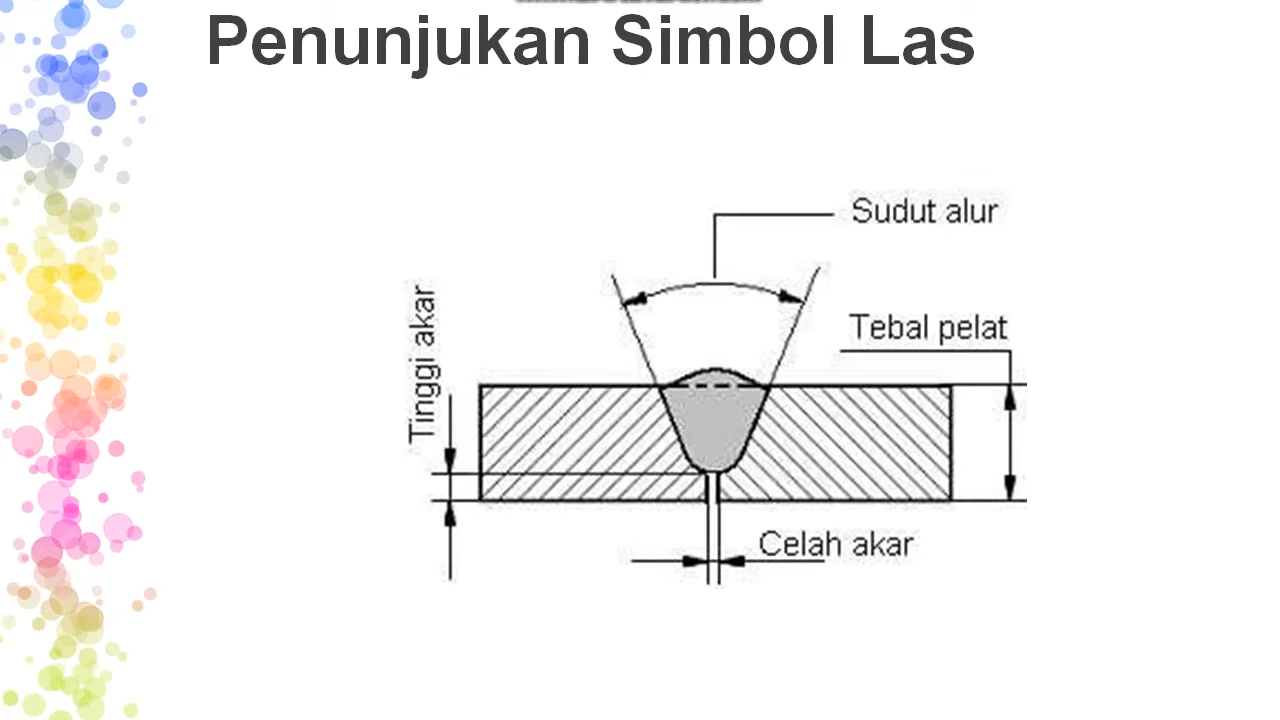 Penunjukan Simbol Las
Sudut alur
Tinggi akar
Tebal pelat
Celah akar